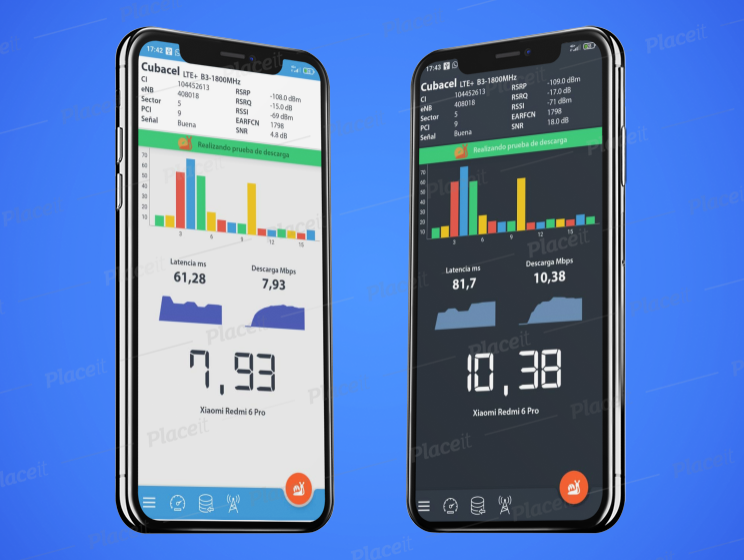 17:42
Cubacel LTE+ B3-1800MHz
CI 104452613 RSRP -108.0 dBm
eNB 408018 RSRQ -15.0 dB
Sector 5 RSSI -69 dBm
PCI 9 EARFCN 1798
Señal Buena SNR 4.8 dB
Realizando prueba de descarga
70
60
50
40
30
20
10
3 6 9 12 15
Latencia ms Descarga Mbps
61,28 7,93
7,93
Xiaomi Redmi 6 Pro
17:43
Cubacel LTE+ B3-1800MHz
CI 104452613 RSRP -109.0 dBm
eNB 408018 RSRQ -17.0 dB
Sector 5 RSSI -71 dBm
PCI 9 EARFCN 1798
Señal Buena SNR 18.0 dB
Realizando prueba de descarga
70
60
50
40
30
20
10
3 6 9 12 15
Latencia ms Descarga Mbps
81,7 10,38
10,38
Xiaomi Redmi 6 Pro
Placeit